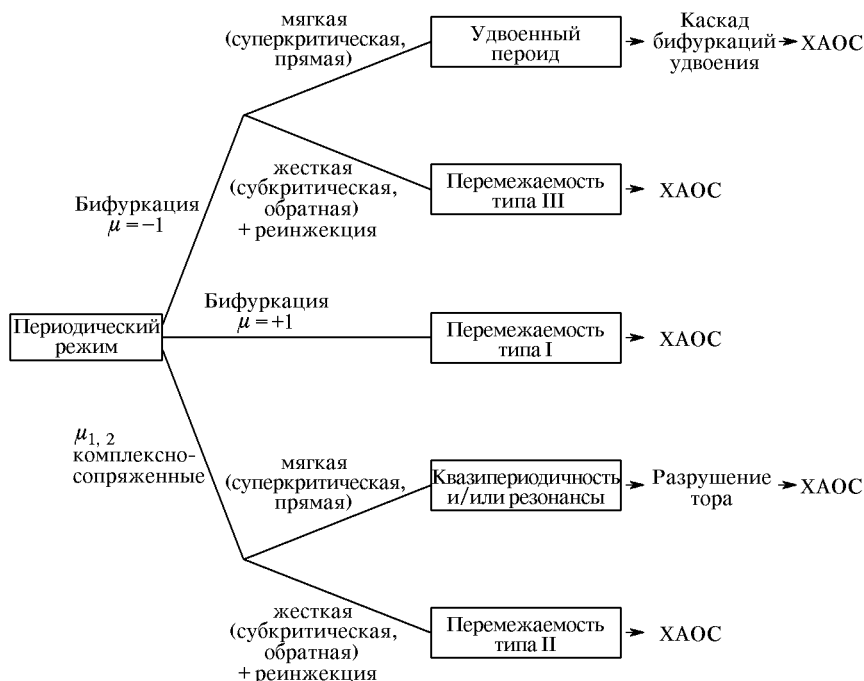 мягкая
(суперкритическая,
прямая)
Удвоенный
пероид
Каскад
бифуркаций
удвоения
ХАОС
жесткая
(субкритическая,
обратная)
+ реинжекция
Перемежаемость
типа III
ХАОС
Бифуркация
μ = −1
Периодический
режим
Бифуркация
μ = +1
Перемежаемость
типа I
ХАОС
μ1, 2
комплексно-
сопряженные
мягкая
(суперкритическая,
прямая)
Квазипериодичность
и/или резонансы
Разрушение
тора
ХАОС
жесткая
(субкритическая,
обратная)
+ реинжекция
Перемежаемость
типа II
ХАОС